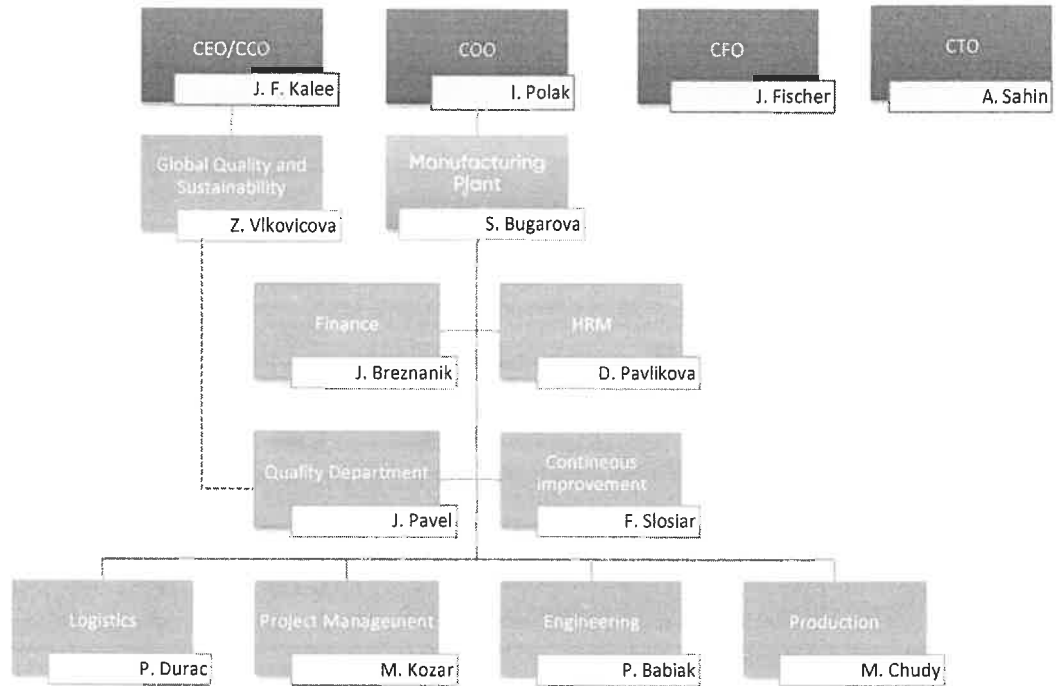 CEO/CCO
J. F. Kalee
COO
I. Polak
CFO
J. Fischer
CTO
A. Sahin
Global Quality and
Sustainability
Z. Vlkovicova
Manufacturing
Plant
S. Bugarova
Finance
J. Breznanik
HRM
D. Pavlikova
Quality Department
J. Pavel
Contineous
improvement
F. Slosiar
Logistics
P. Durac
Project Management
M. Kozar
Engineering
P. Babiak
Production
M. Chudy